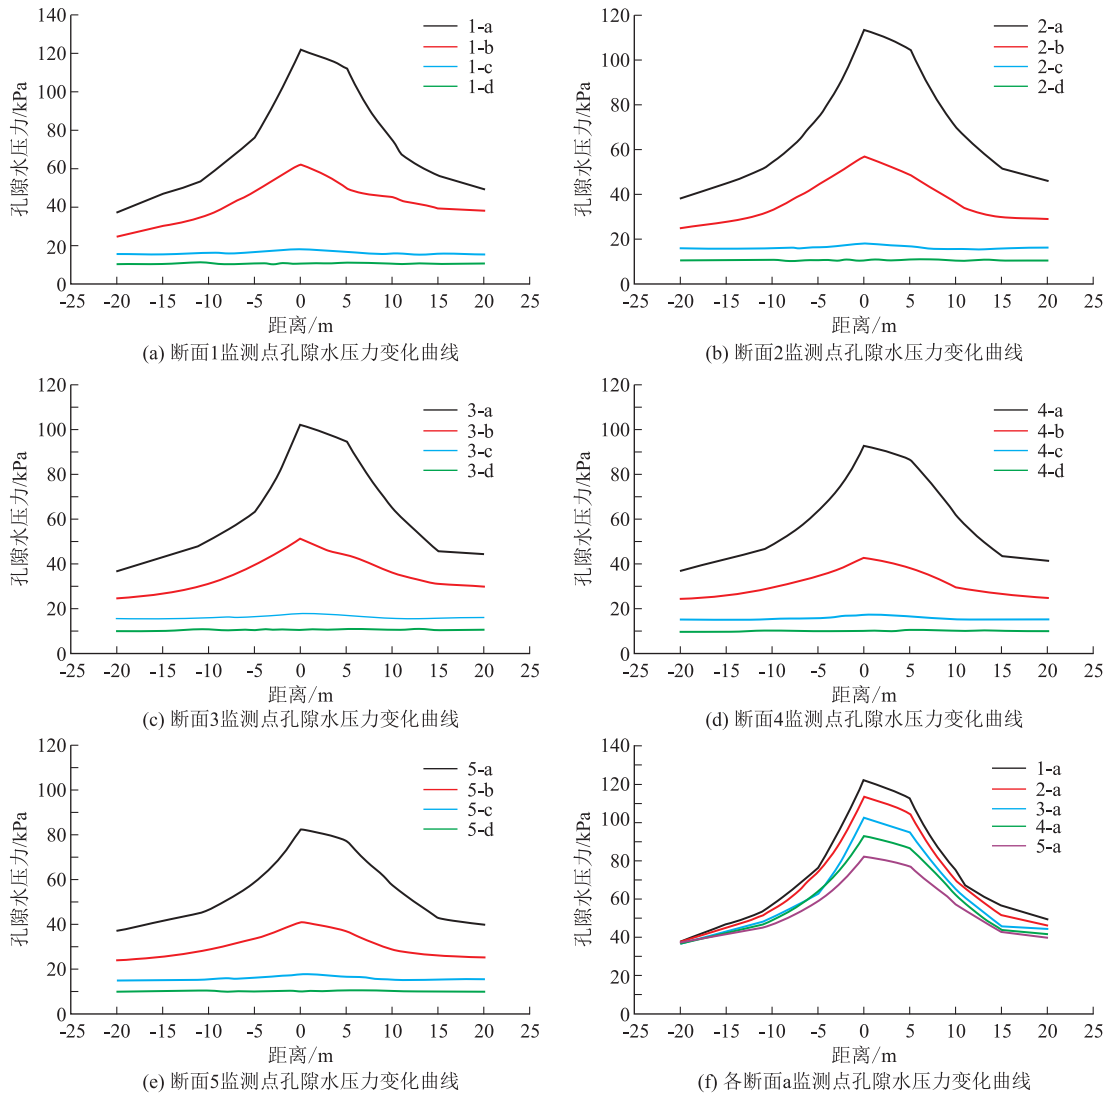 140
120
100
80
60
40
20
0
孔隙水压力/kPa
1-a
1-b
1-c
1-d
-25 -20 -15 -10 -5 0 5 10 15 20 25
距离/m
(a) 断面1监测点孔隙水压力变化曲线
120
100
80
60
40
20
0
孔隙水压力/kPa
2-a
2-b
2-c
2-d
-25 -20 -15 -10 -5 0 5 10 15 20 25
距离/m
(b) 断面2监测点孔隙水压力变化曲线
120
100
80
60
40
20
0
孔隙水压力/kPa
3-a
3-b
3-c
3-d
-25 -20 -15 -10 -5 0 5 10 15 20 25
距离/m
(c) 断面3监测点孔隙水压力变化曲线
120
100
80
60
40
20
0
孔隙水压力/kPa
4-a
4-b
4-c
4-d
-25 -20 -15 -10 -5 0 5 10 15 20 25
距离/m
(d) 断面4监测点孔隙水压力变化曲线
120
100
80
60
40
20
0
孔隙水压力/kPa
5-a
5-b
5-c
5-d
-25 -20 -15 -10 -5 0 5 10 15 20 25
距离/m
(e) 断面5监测点孔隙水压力变化曲线
140
120
100
80
60
40
20
0
孔隙水压力/kPa
1-a
2-a
3-a
4-a
5-a
-25 -20 -15 -10 -5 0 5 10 15 20 25
距离/m
(f) 各断面a监测点孔隙水压力变化曲线